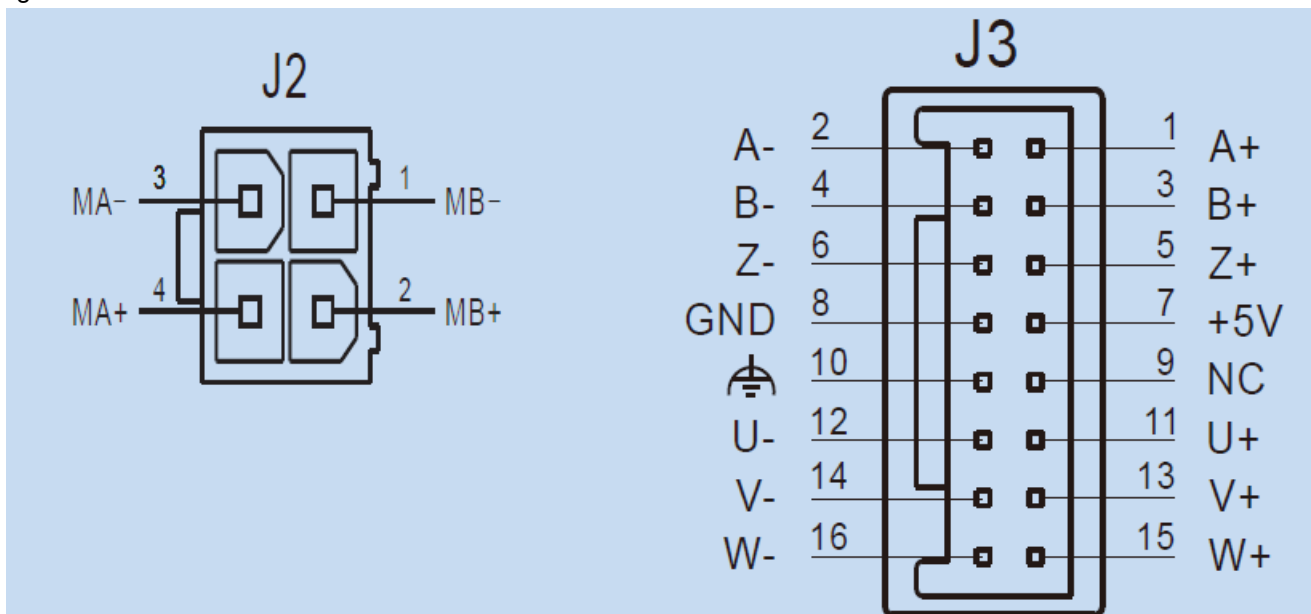 J2
3
MA-
1
MB-
4
MA+
2
MB+
J3
A- 2 1 A+
B- 4 3 B+
Z- 6 5 Z+
GND 8 7 +5V
10 9 NC
U- 12 11 U+
V- 14 13 V+
W- 16 15 W+